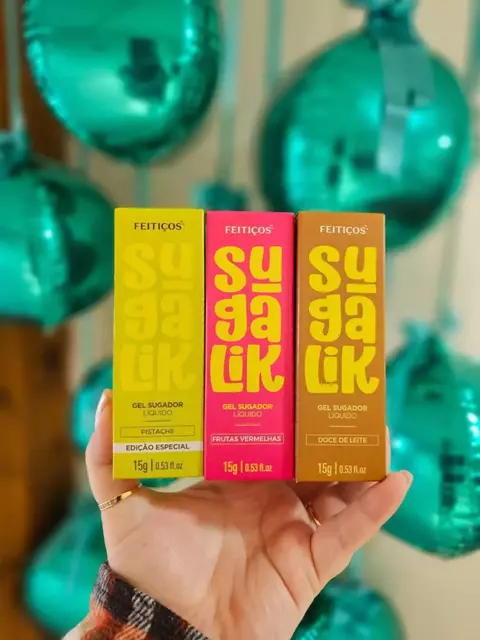 FEITIÇOS
su
ga
lik
GEL SUGADOR
LÍQUIDO
PISTACHE
EDIÇÃO ESPECIAL
15g | 0.53 fl.oz
FEITIÇOS
su
ga
lik
GEL SUGADOR
LÍQUIDO
FRUTAS VERMELHAS
15g | 0.53 fl.oz
FEITIÇOS
su
ga
lik
GEL SUGADOR
LÍQUIDO
DOCE DE LEITE
15g | 0.53 fl.oz